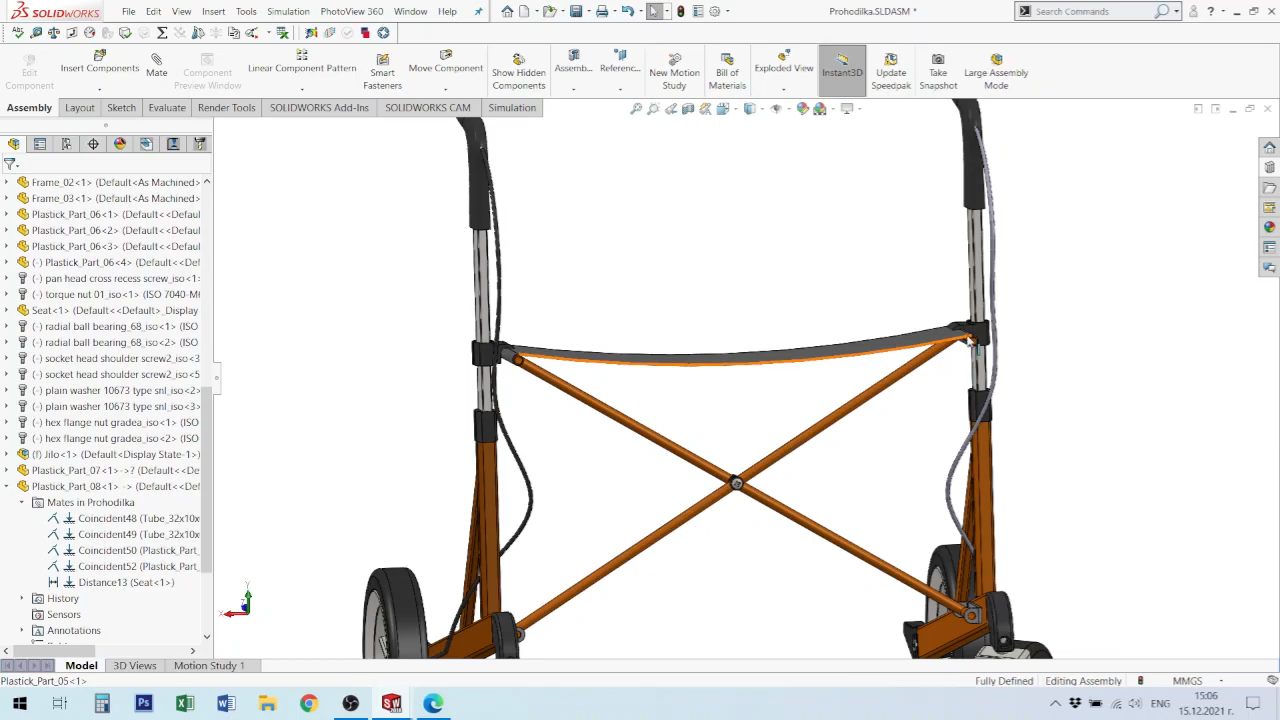 SOLIDWORKS File Edit View Insert Tools Simulation PhotoView 360 Window Help Prohodilka.SLDASM * Search Commands
Edit Component Insert Components Mate Component Preview Window Linear Component Pattern Smart Fasteners Move Component Show Hidden Components Assemb... Referenc... New Motion Study Bill of Materials Exploded View Instant3D Update Speedpak Take Snapshot Large Assembly Mode
Assembly Layout Sketch Evaluate Render Tools SOLIDWORKS Add-Ins SOLIDWORKS CAM Simulation
Frame_02<1> (Default<As Machined>
Frame_03<1> (Default<As Machined>
Plastick_Part_06<1> (Default<<Defau
Plastick_Part_06<2> (Default<<Defau
Plastick_Part_06<3> (Default<<Defau
(-) Plastick_Part_06<4> (Default<<D
(-) pan head cross recess screw_iso<1>
(-) torque nut 01_iso<1> (ISO 7040-M6
Seat<1> (Default<<Default>_Display
(-) radial ball bearing_68_iso<1> (ISO
(-) radial ball bearing_68_iso<2> (ISO
(-) socket head shoulder screw2_iso<3
(-) socket head shoulder screw2_iso<5
(-) plain washer 10673 type snl_iso<2>
(-) plain washer 10673 type snl_iso<3>
(-) hex flange nut gradea_iso<1> (ISO
(-) hex flange nut gradea_iso<2> (ISO
(f) Jilo<1> (Default<Display State-1>)
Plastick_Part_07<1>->? (Default<<Def
Plastick_Part_08<1> -> (Default<<Def
Mates in Prohodilka
Coincident48 (Tube_32x10x
Coincident49 (Tube_32x10x
Coincident50 (Plastick_Part_
Coincident52 (Plastick_Part_
Distance13 (Seat<1>)
History
Sensors
Annotations
Model 3D Views Motion Study 1
Plastick_Part_05<1> Fully Defined Editing Assembly MMGS
ENG 15:06
15.12.2021 г.